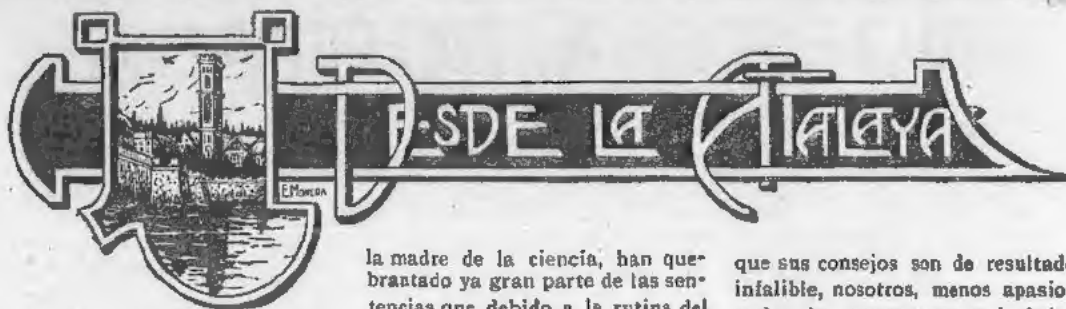 DESDE LA ATALAYA
E. MORERA
la madre de la ciencia, han que-
brantado ya gran parte de las sen-
tencias que debido a la rutina del
que sus consejos son de resultado
infalible, nosotros, menos apasio-